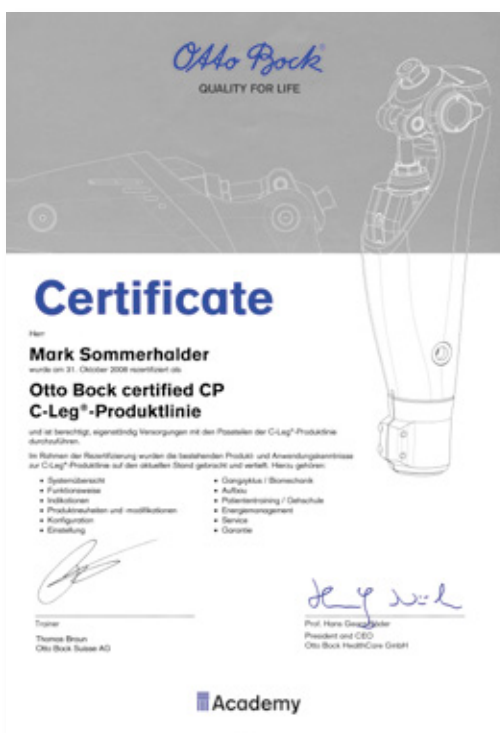 Otto Bock
QUALITY FOR LIFE
Certificate
Herr
Mark Sommerhalder
wurde am 31. Oktober 2008 rezertifiziert als
Otto Bock certified CP
C-Leg®-Produktlinie
und ist berechtigt, eigenständig Versorgungen mit den Passteilen der C-Leg®-Produktlinie
durchzuführen.
Im Rahmen der Rezertifizierung wurden die bestehenden Produkt- und Anwendungskenntnisse
zur C-Leg®-Produktlinie auf den aktuellen Stand gebracht und vertieft. Hierzu gehören:
• Systemübersicht
• Funktionsweise
• Indikationen
• Produktneuheiten und -modifikationen
• Konfiguration
• Einstellung
• Gangzyklus / Biomechanik
• Aufbau
• Patiententraining / Gehschule
• Energiemanagement
• Service
• Garantie
Trainer
Thomas Braun
Otto Bock Suisse AG
Prof. Hans Georg Näder
President and CEO
Otto Bock HealthCare GmbH
Academy